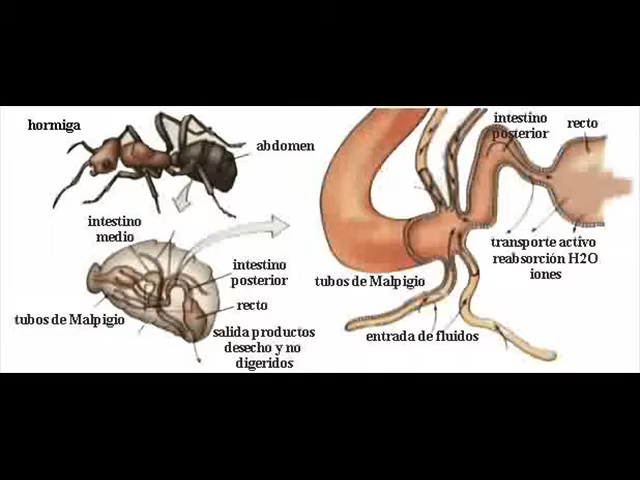 hormiga
abdomen
intestino
medio
intestino
posterior
recto
tubos de Malpigio
salida productos
desecho y no
digeridos
intestino
posterior
recto
transporte activo
reabsorción H2O
iones
tubos de Malpigio
entrada de fluidos